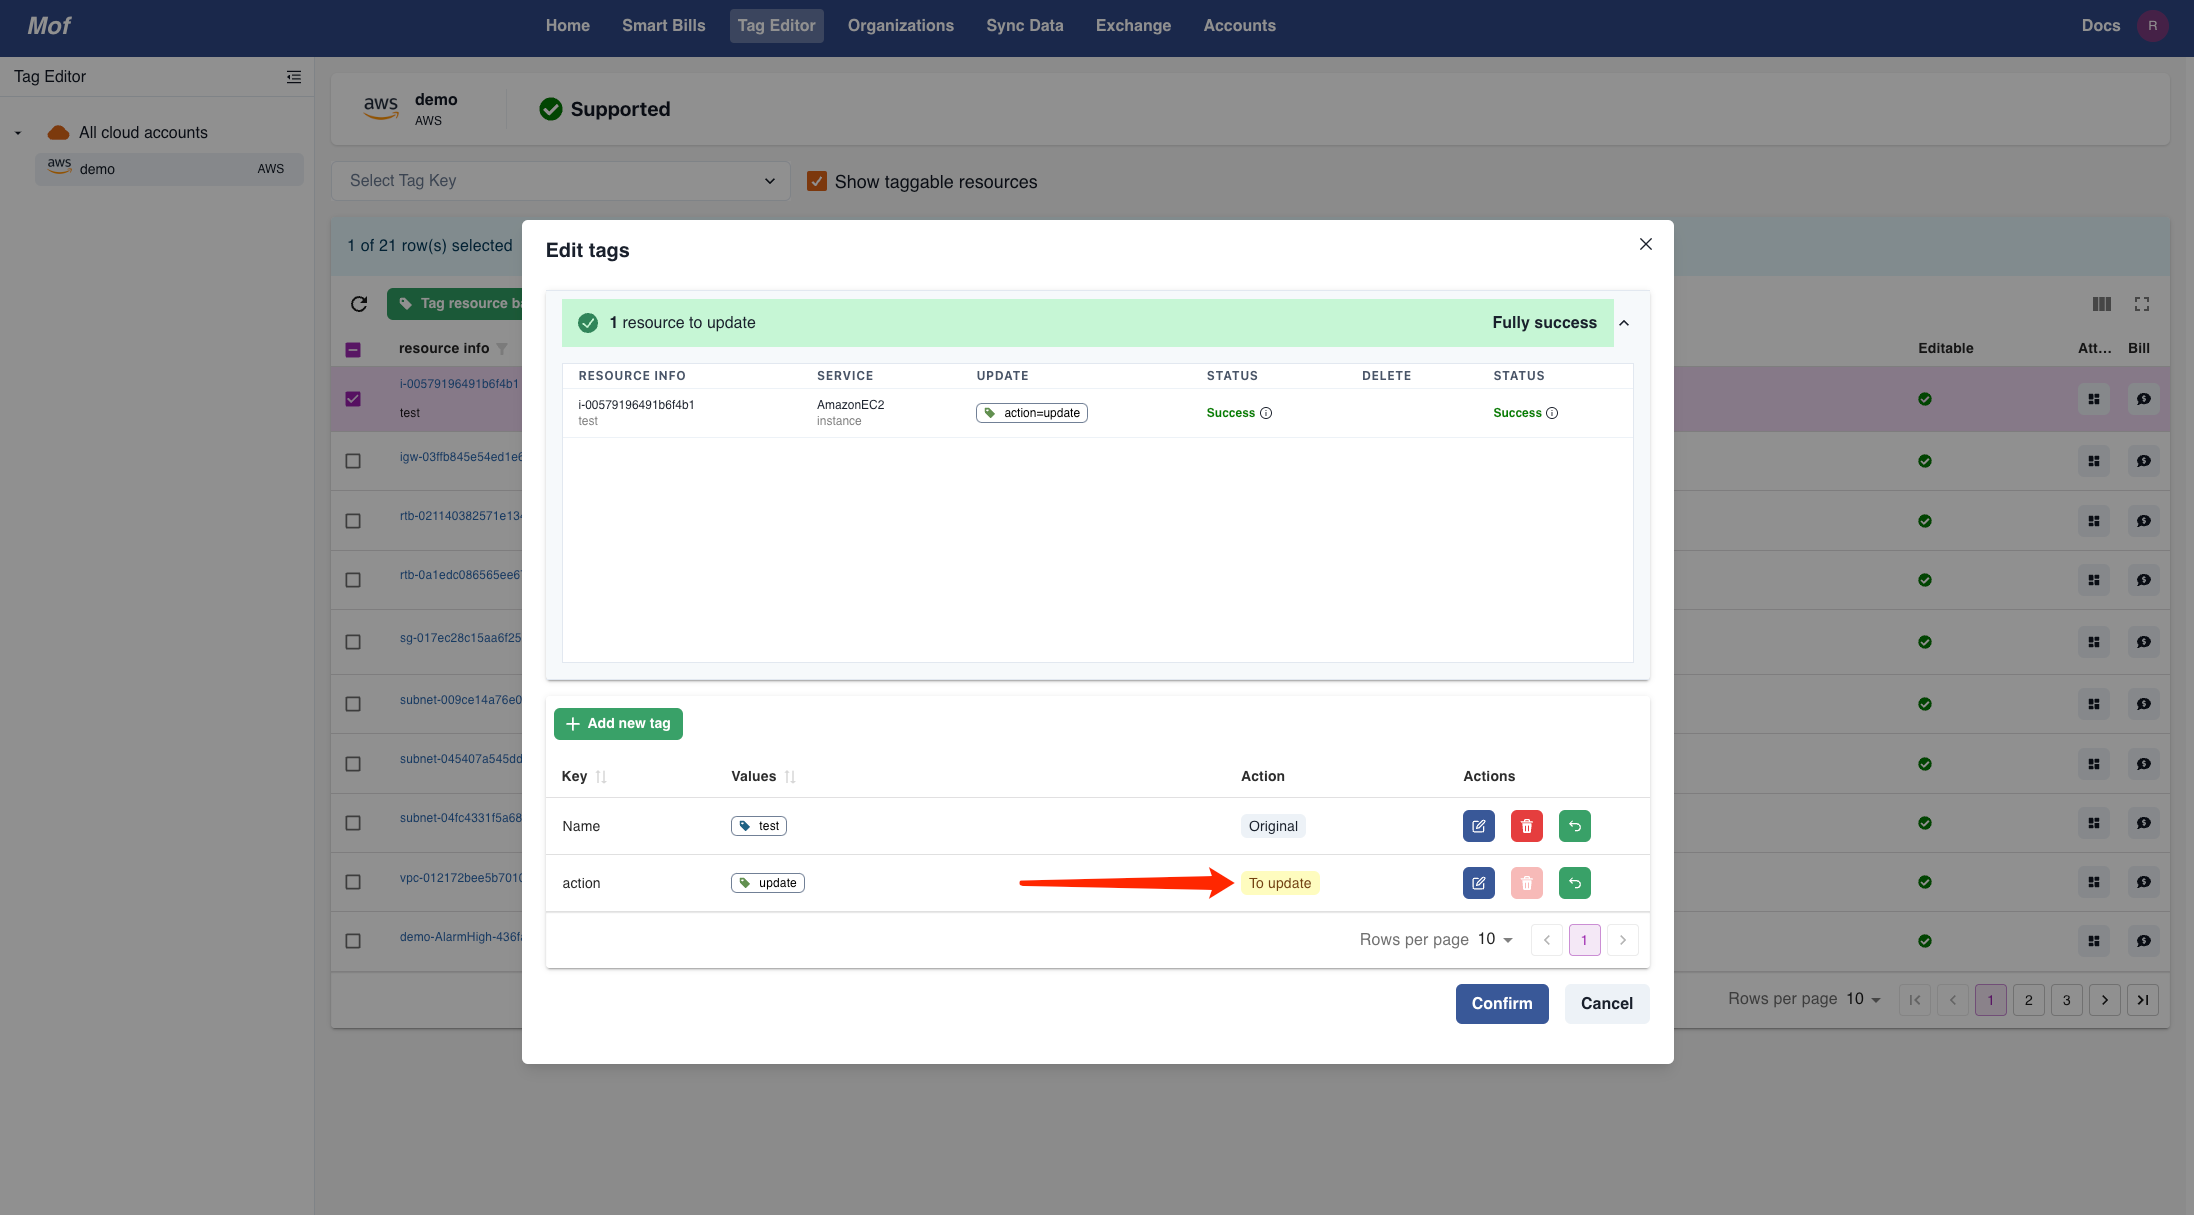 Mof
Home Smart Bills Tag Editor Organizations Sync Data Exchange Accounts Docs R
Tag Editor
All cloud accounts
aws demo AWS
aws demo
AWS
Supported
Select Tag Key
Show taggable resources
1 of 21 row(s) selected
Tag resource
resource info Editable Att... Bill
i-00579196491b6f4b1
test
igw-03ffb845e54ed1e
rtb-021140382571e13
rtb-0a1edc086565ee6
sg-017ec28c15aa6f25
subnet-009ce14a76e0
subnet-045407a545dd
subnet-04fc4331f5a68
vpc-012172bee5b7010
demo-AlarmHigh-436f
Rows per page 10 1 2 3
Edit tags
1 resource to update Fully success
RESOURCE INFO SERVICE UPDATE STATUS DELETE STATUS
i-00579196491b6f4b1 AmazonEC2 action=update Success Success
test instance
Add new tag
Key Values Action Actions
Name test Original
action update To update
Rows per page 10 1
Confirm Cancel